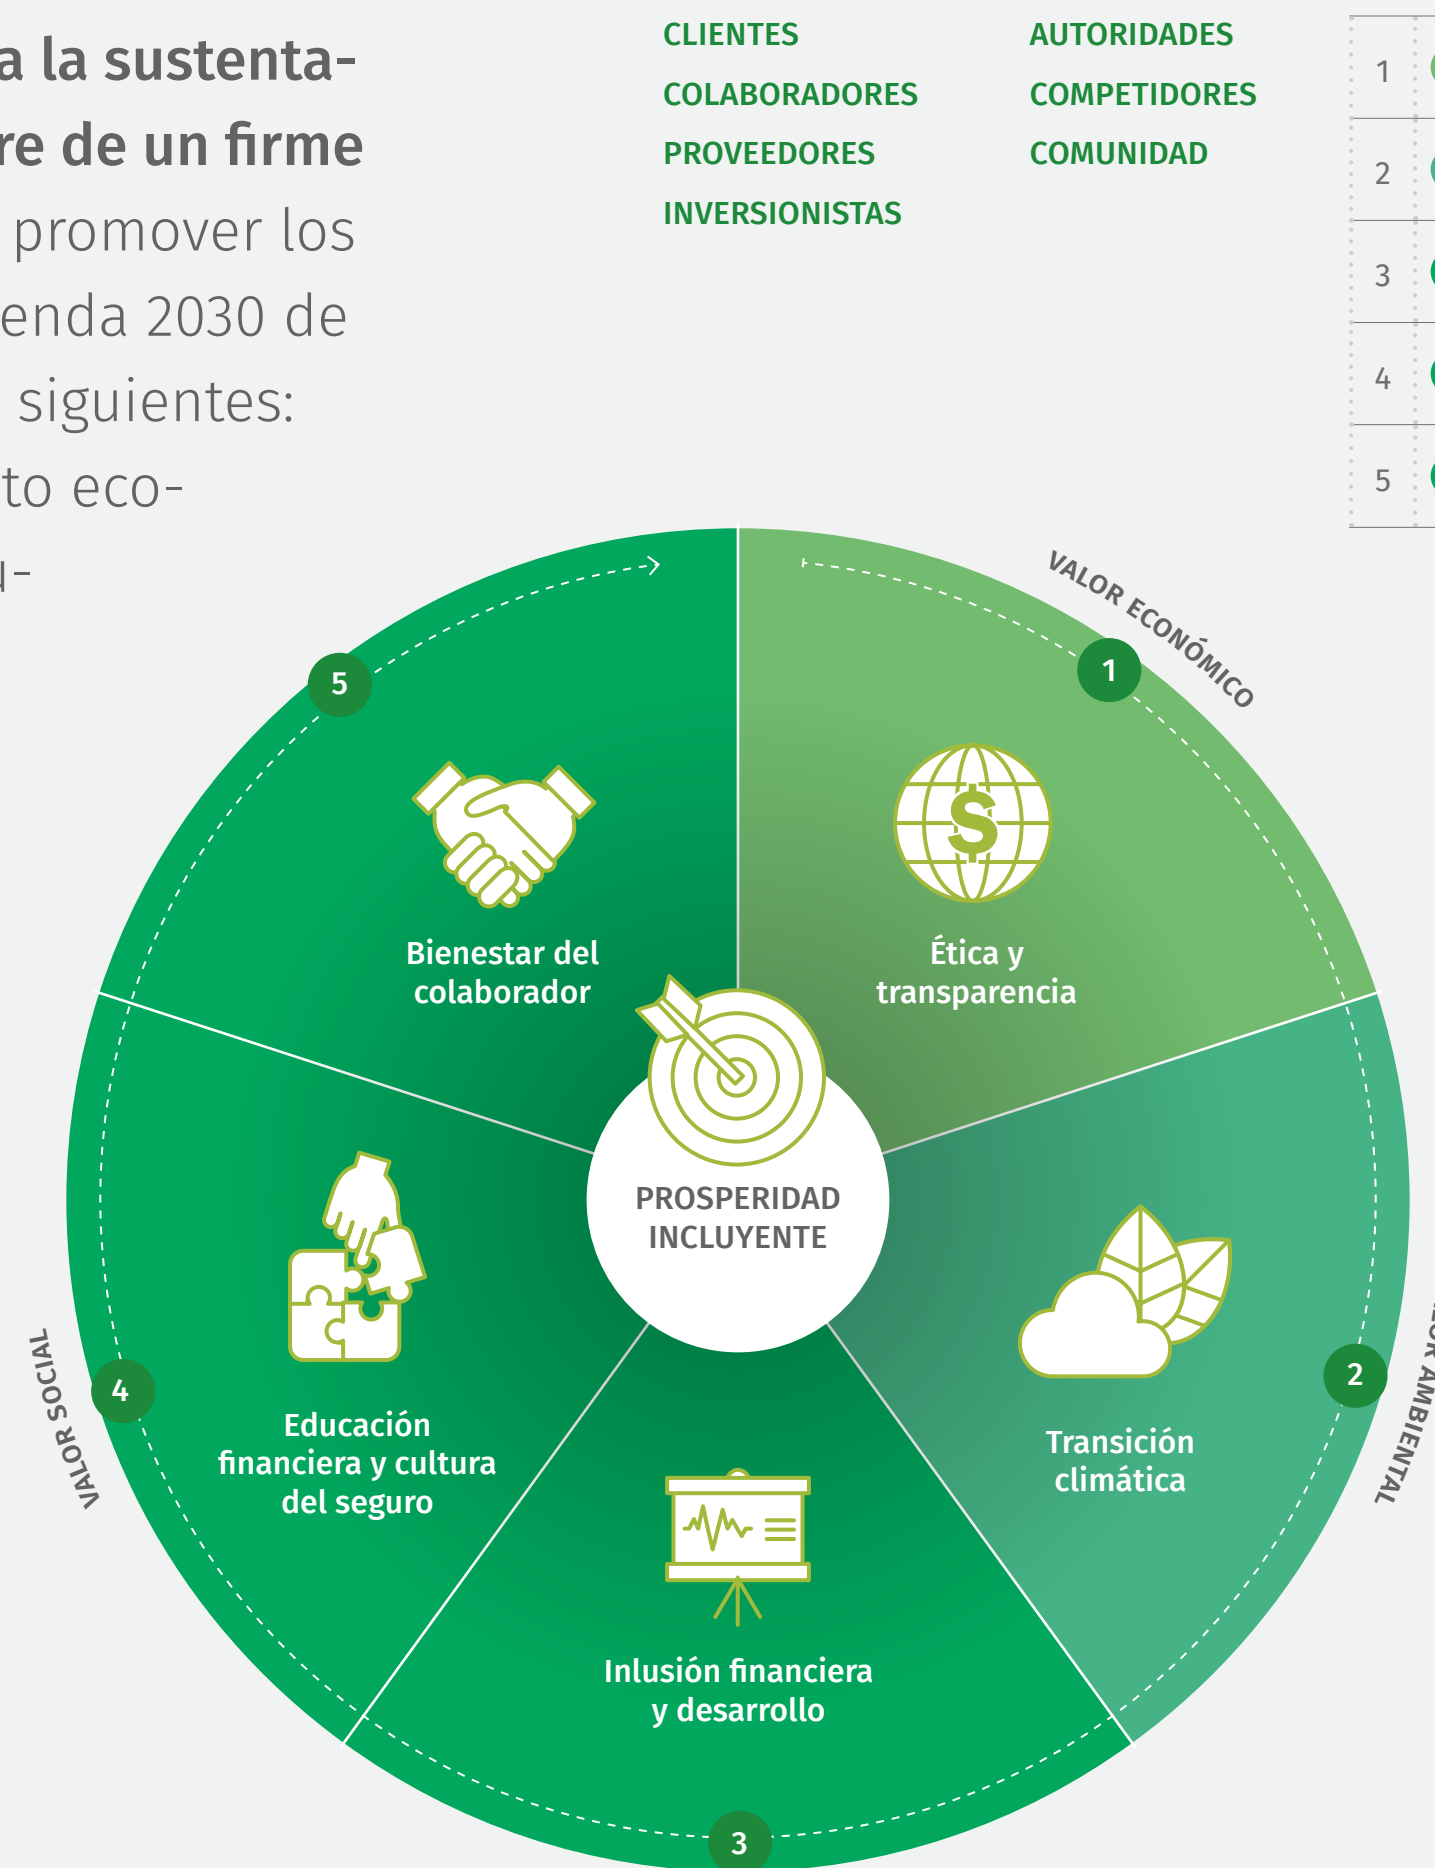 a la sustenta-
re de un firme
promover los
enda 2030 de
siguientes:
to eco-
CLIENTES
COLABORADORES
PROVEEDORES
INVERSIONISTAS
AUTORIDADES
COMPETIDORES
COMUNIDAD
1
2
3
4
5
VALOR ECONÓMICO
1
5
$
Bienestar del
colaborador
Ética y
transparencia
PROSPERIDAD
INCLUYENTE
VALOR SOCIAL
4
Educación
financiera y cultura
del seguro
2
AMBIENTAL
Transición
climática
Inlusión financiera
y desarrollo
3